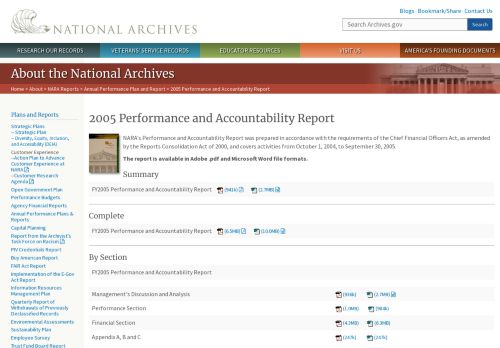 Blogs · Bookmark/Share · Contact Us
NATIONAL ARCHIVES
Search Archives.gov
Search
RESEARCH OUR RECORDS
VETERANS' SERVICE RECORDS
EDUCATOR RESOURCES
VISIT US
AMERICA'S FOUNDING DOCUMENTS
About the National Archives
Home > About > NARA Reports > Annual Performance Plan and Report > 2005 Performance and Accountability Report
Plans and Reports
Strategic Plans
– Strategic Plan
– Diversity, Equity, Inclusion, and Accessibility (DEIA)
Customer Experience
–Action Plan to Advance Customer Experience at NARA
–Customer Research Agenda
Open Government Plan
Performance Budgets
Agency Financial Reports
Annual Performance Plans & Reports
Capital Planning
Report from the Archivist's Task Force on Racism
PIV Credentials Report
Buy American Report
FAIR Act Report
Implementation of the E-Gov Act Report
Information Resources Management Plan
Quarterly Report of Withdrawals of Previously Declassified Records
Environmental Assessments
Sustainability Plan
Employee Survey
Trust Fund Board Report
2005 Performance and Accountability Report
NARA's Performance and Accountability Report was prepared in accordance with the requirements of the Chief Financial Officers Act, as amended
by the Reports Consolidation Act of 2000, and covers activities from October 1, 2004, to September 30, 2005.
The report is available in Adobe .pdf and Microsoft Word file formats.
Summary
FY2005 Performance and Accountability Report (941k) (1.7MB)
Complete
FY2005 Performance and Accountability Report (6.5MB) (10.0MB)
By Section
FY2005 Performance and Accountability Report
Management's Discussion and Analysis (936k) (2.7MB)
Performance Section (1.0MB) (984k)
Financial Section (4.2MB) (6.3MB)
Appendix A, B and C (247k) (247k)